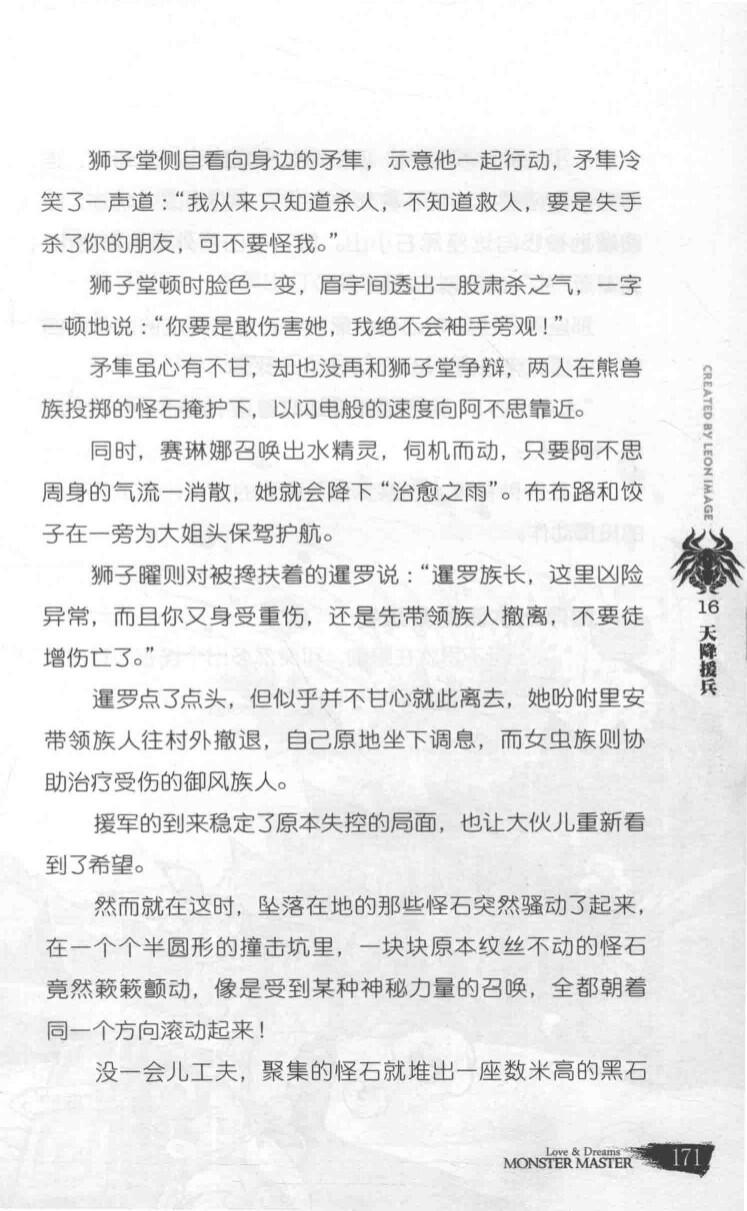 狮子堂侧目看向身边的矛隼，示意他一起行动，矛隼冷
笑了一声道：“我从来只知道杀人，不知道救人，要是失手
杀了你的朋友，可不要怪我。”
狮子堂顿时脸色一变，眉宇间透出一股肃杀之气，一字
一顿地说：“你要是敢伤害她，我绝不会袖手旁观！”
矛隼虽心有不甘，却也没再和狮子堂争辩，两人在熊兽
族投掷的怪石掩护下，以闪电般的速度向阿不思靠近。
同时，赛琳娜召唤出水精灵，伺机而动，只要阿不思
周身的气流一消散，她就会降下“治愈之雨”。布布路和饺
子在一旁为大姐头保驾护航。
狮子曜则对被搀扶着的暹罗说：“暹罗族长，这里凶险
异常，而且你又身受重伤，还是先带领族人撤离，不要徒
增伤亡了。”
暹罗点了点头，但似乎并不甘心就此离去，她吩咐里安
带领族人往村外撤退，自己原地坐下调息，而女虫族则协
助治疗受伤的御风族人。
援军的到来稳定了原本失控的局面，也让大伙儿重新看
到了希望。
然而就在这时，坠落在地的那些怪石突然骚动了起来，
在一个个半圆形的撞击坑里，一块块原本纹丝不动的怪石
竟然簌簌颤动，像是受到某种神秘力量的召唤，全都朝着
同一个方向滚动起来！
没一会儿工夫，聚集的怪石就堆出一座数米高的黑石
CREATED BY LEON IMAGE
16
天降援兵
Love & Dreams
MONSTER MASTER
171